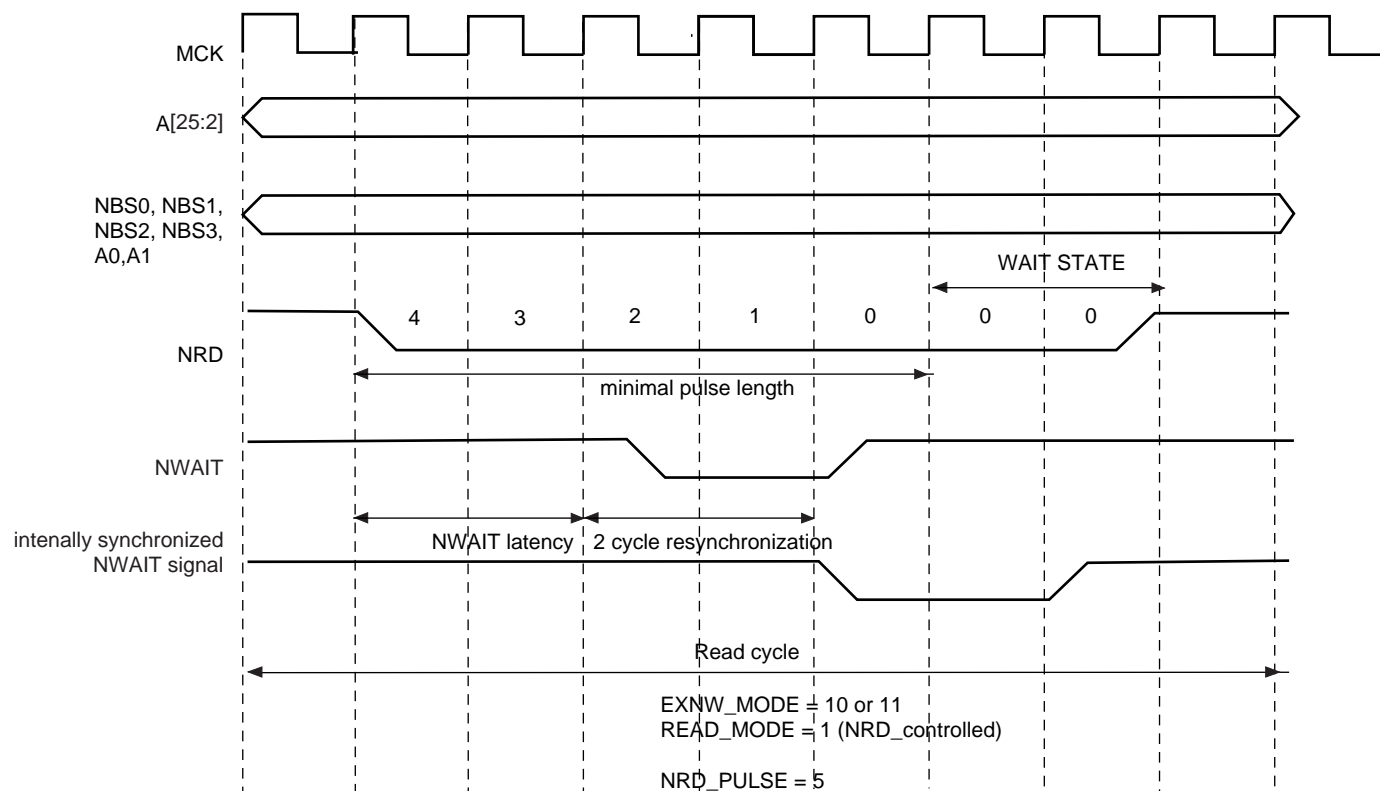 MCK
A[25:2]
NBS0, NBS1,
NBS2, NBS3,
A0,A1
WAIT STATE
4 3 2 1 0 0 0
NRD
minimal pulse length
NWAIT
NWAIT latency 2 cycle resynchronization
intenally synchronized
NWAIT signal
Read cycle
EXNW_MODE = 10 or 11
READ_MODE = 1 (NRD_controlled)
NRD_PULSE = 5